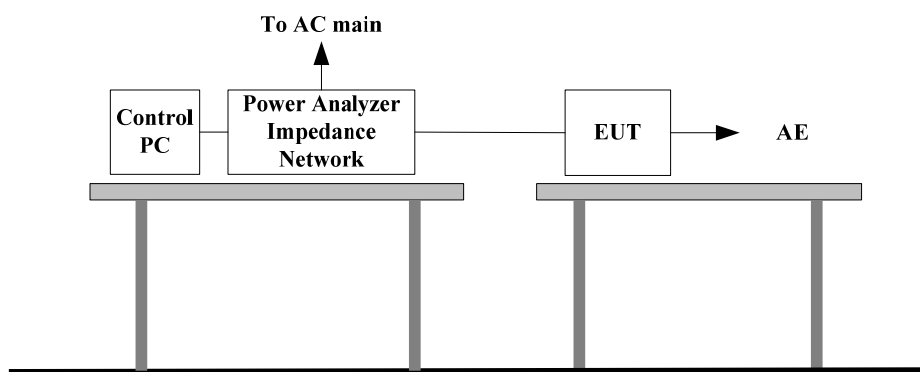 To AC main
Control
PC
Power Analyzer
Impedance
Network
EUT
AE